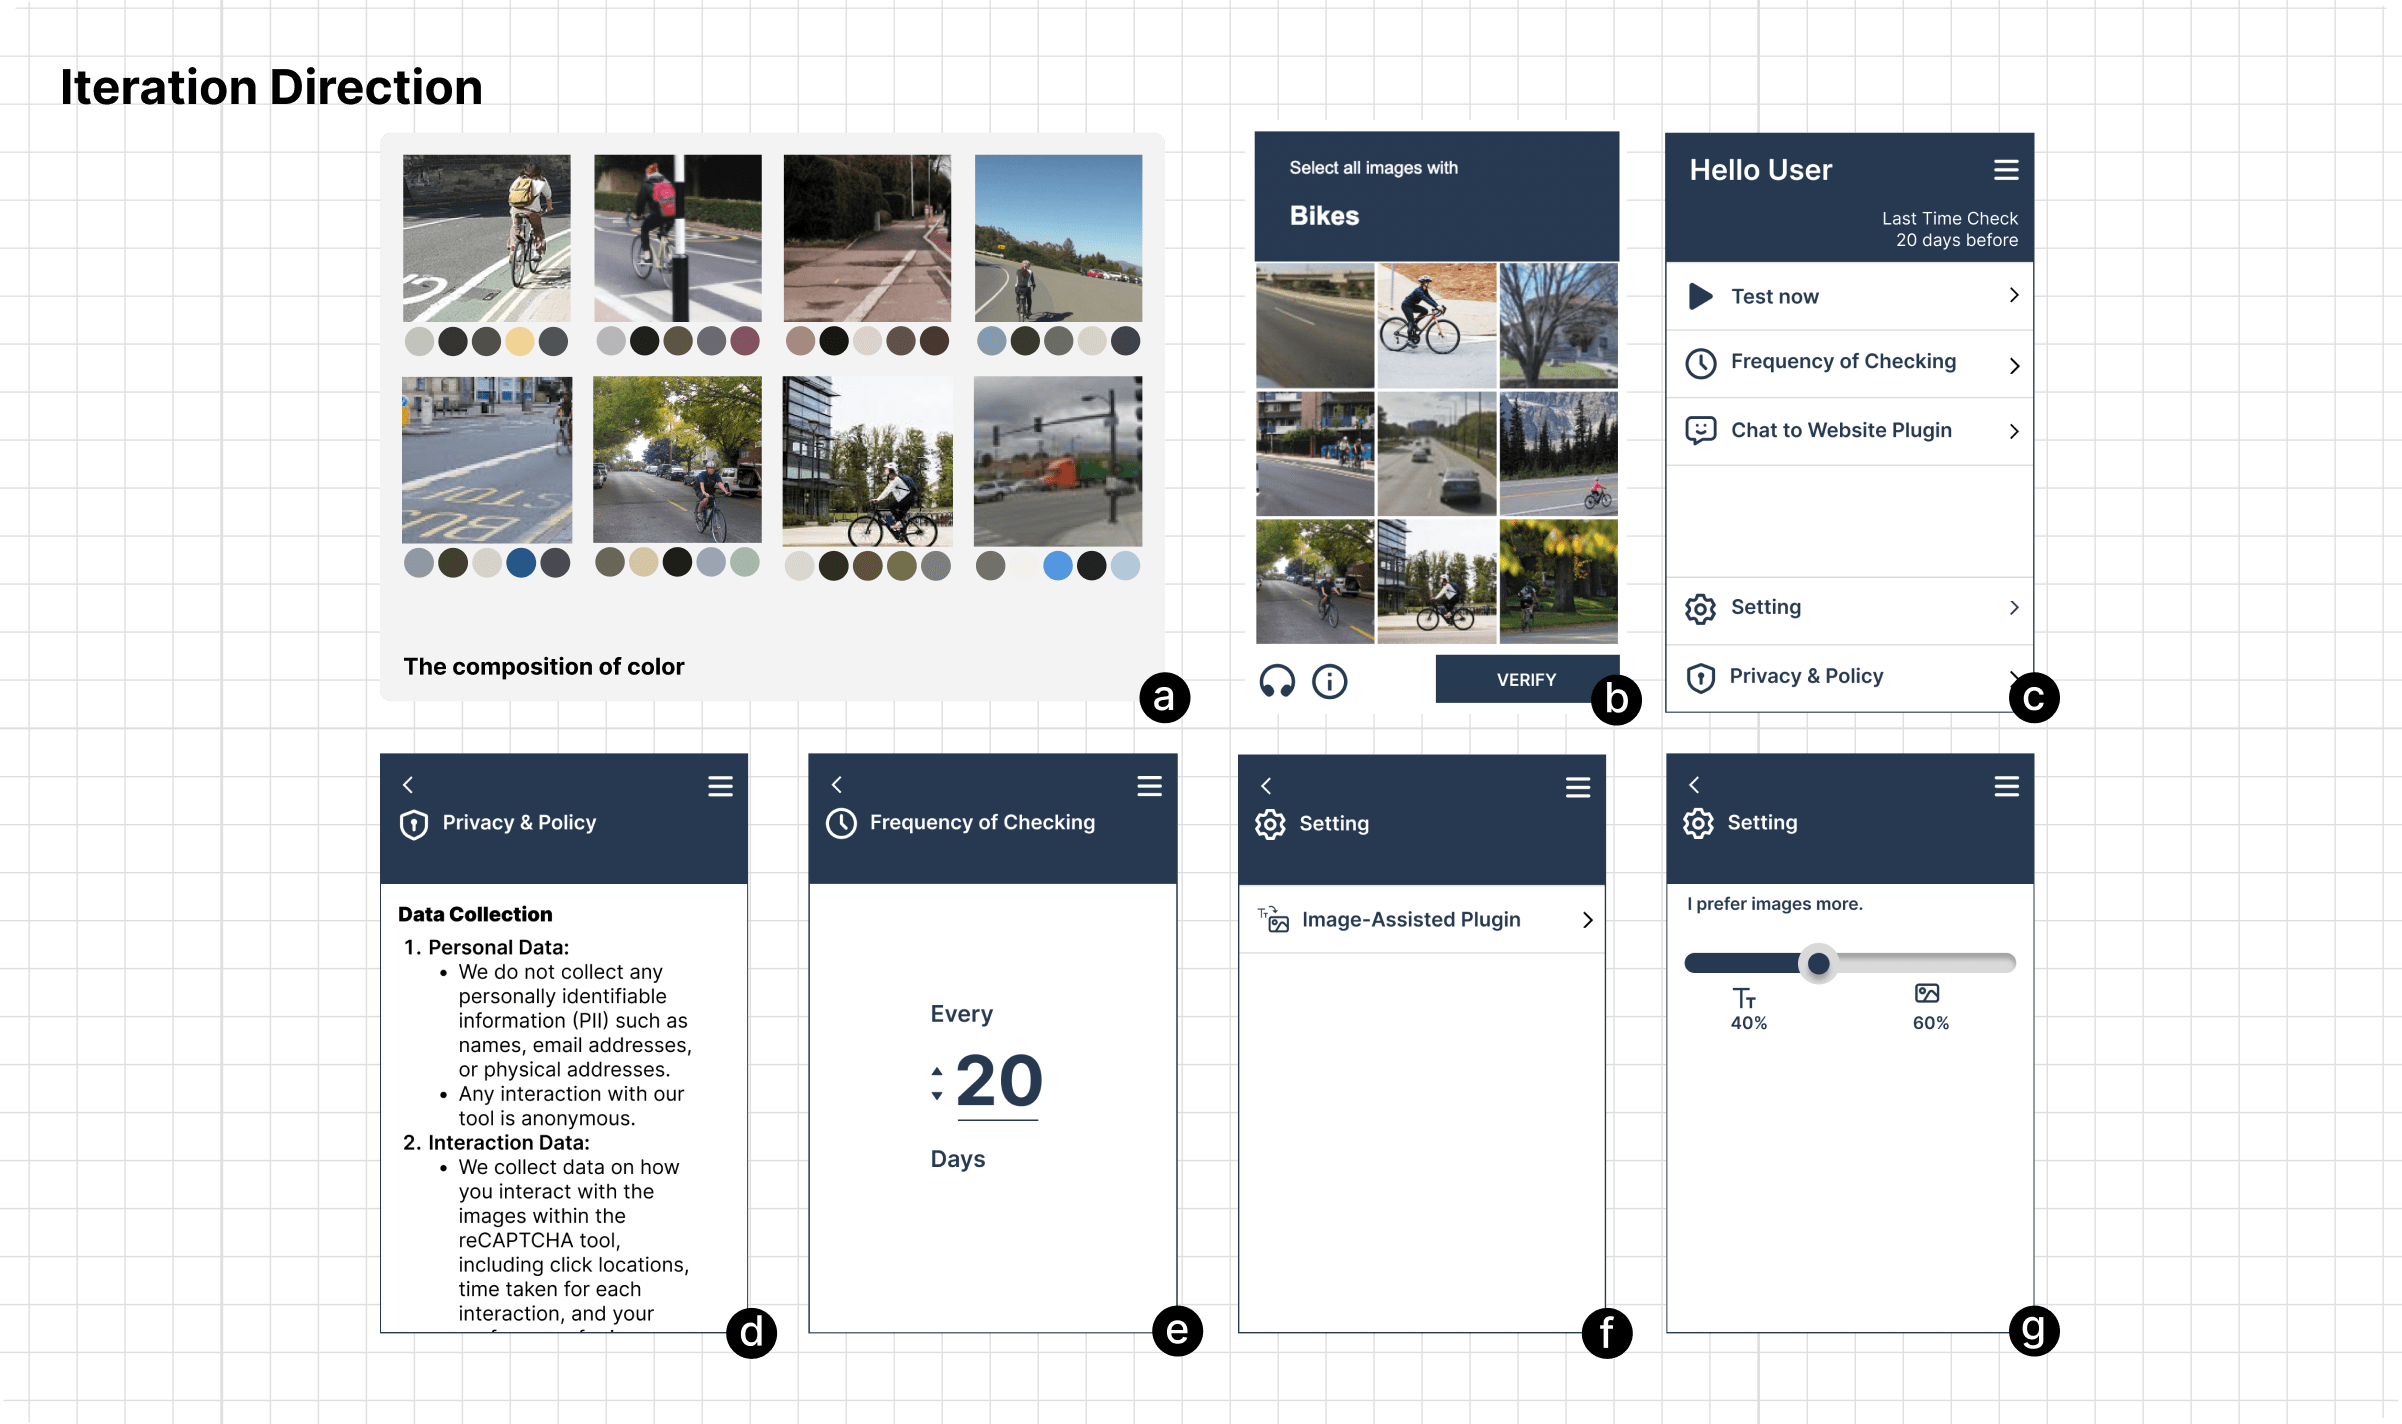 Iteration Direction
The composition of color
a
Select all images with
Bikes
VERIFY
b
Hello User
Last Time Check
20 days before
Test now
Frequency of Checking
Chat to Website Plugin
Setting
Privacy & Policy
c
Privacy & Policy
Data Collection
1. Personal Data:
• We do not collect any
personally identifiable
information (PII) such as
names, email addresses,
or physical addresses.
• Any interaction with our
tool is anonymous.
2. Interaction Data:
• We collect data on how
you interact with the
images within the
reCAPTCHA tool,
including click locations,
time taken for each
interaction, and your
d
Frequency of Checking
Every
20
Days
e
Setting
Image-Assisted Plugin
f
Setting
I prefer images more.
TT
40%
60%
g